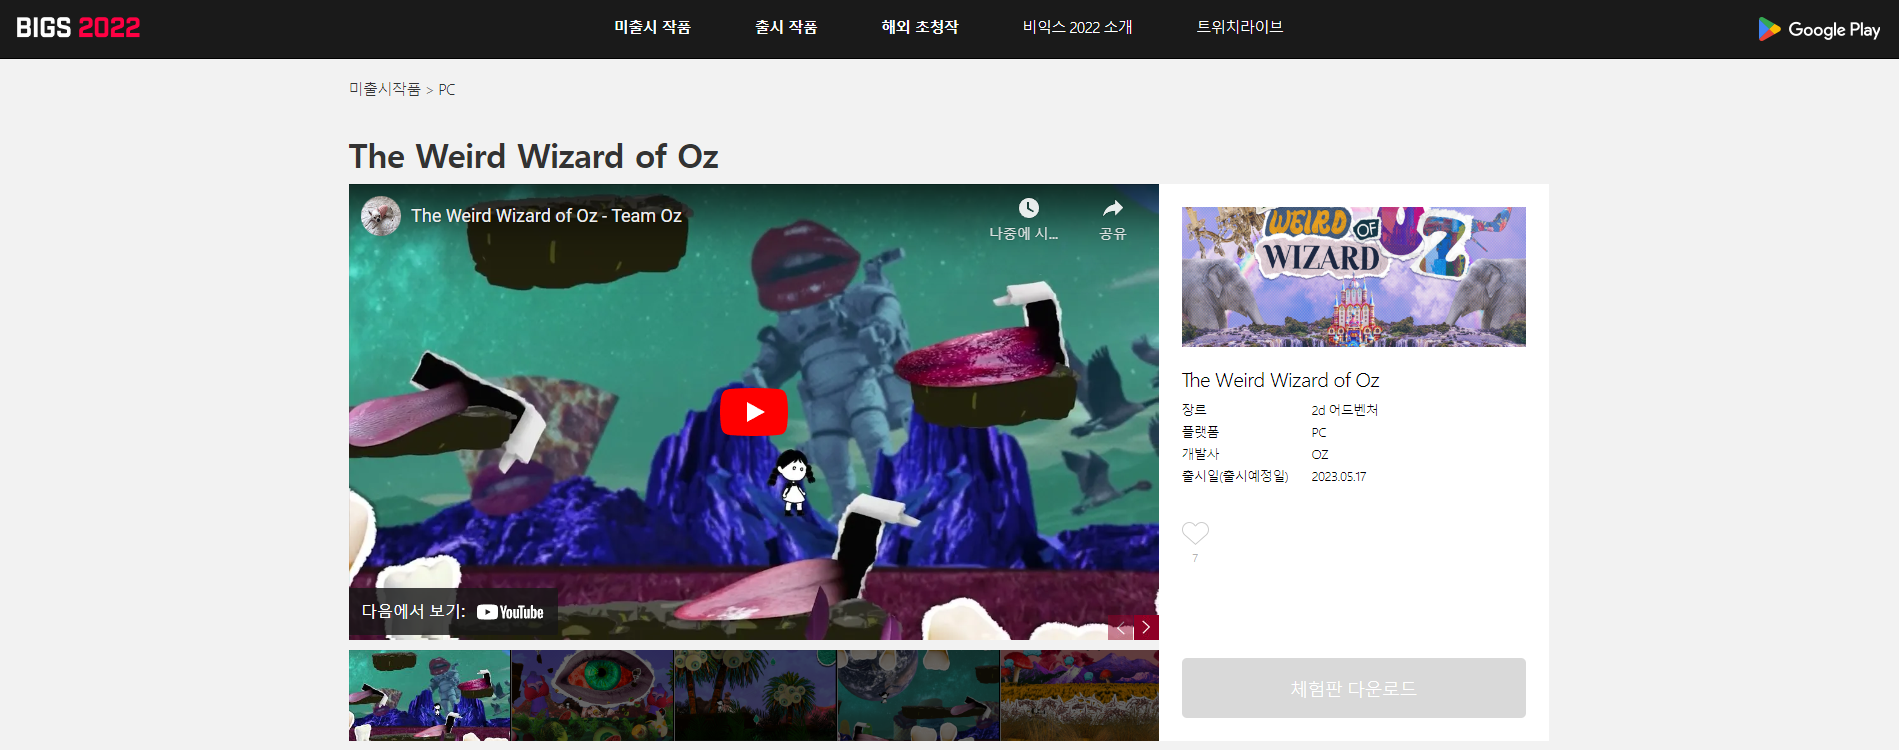 BIGS 2022
미출시 작품
출시 작품
해외 초청작
비익스 2022 소개
트위치라이브
Google Play
미출시작품 > PC
The Weird Wizard of Oz
The Weird Wizard of Oz - Team Oz
나중에 시...
공유
다음에서 보기: YouTube
WEIRD OF OZ
WIZARD
The Weird Wizard of Oz
장르 2d 어드벤처
플랫폼 PC
개발사 OZ
출시일(출시예정일) 2023.05.17
7
체험판 다운로드